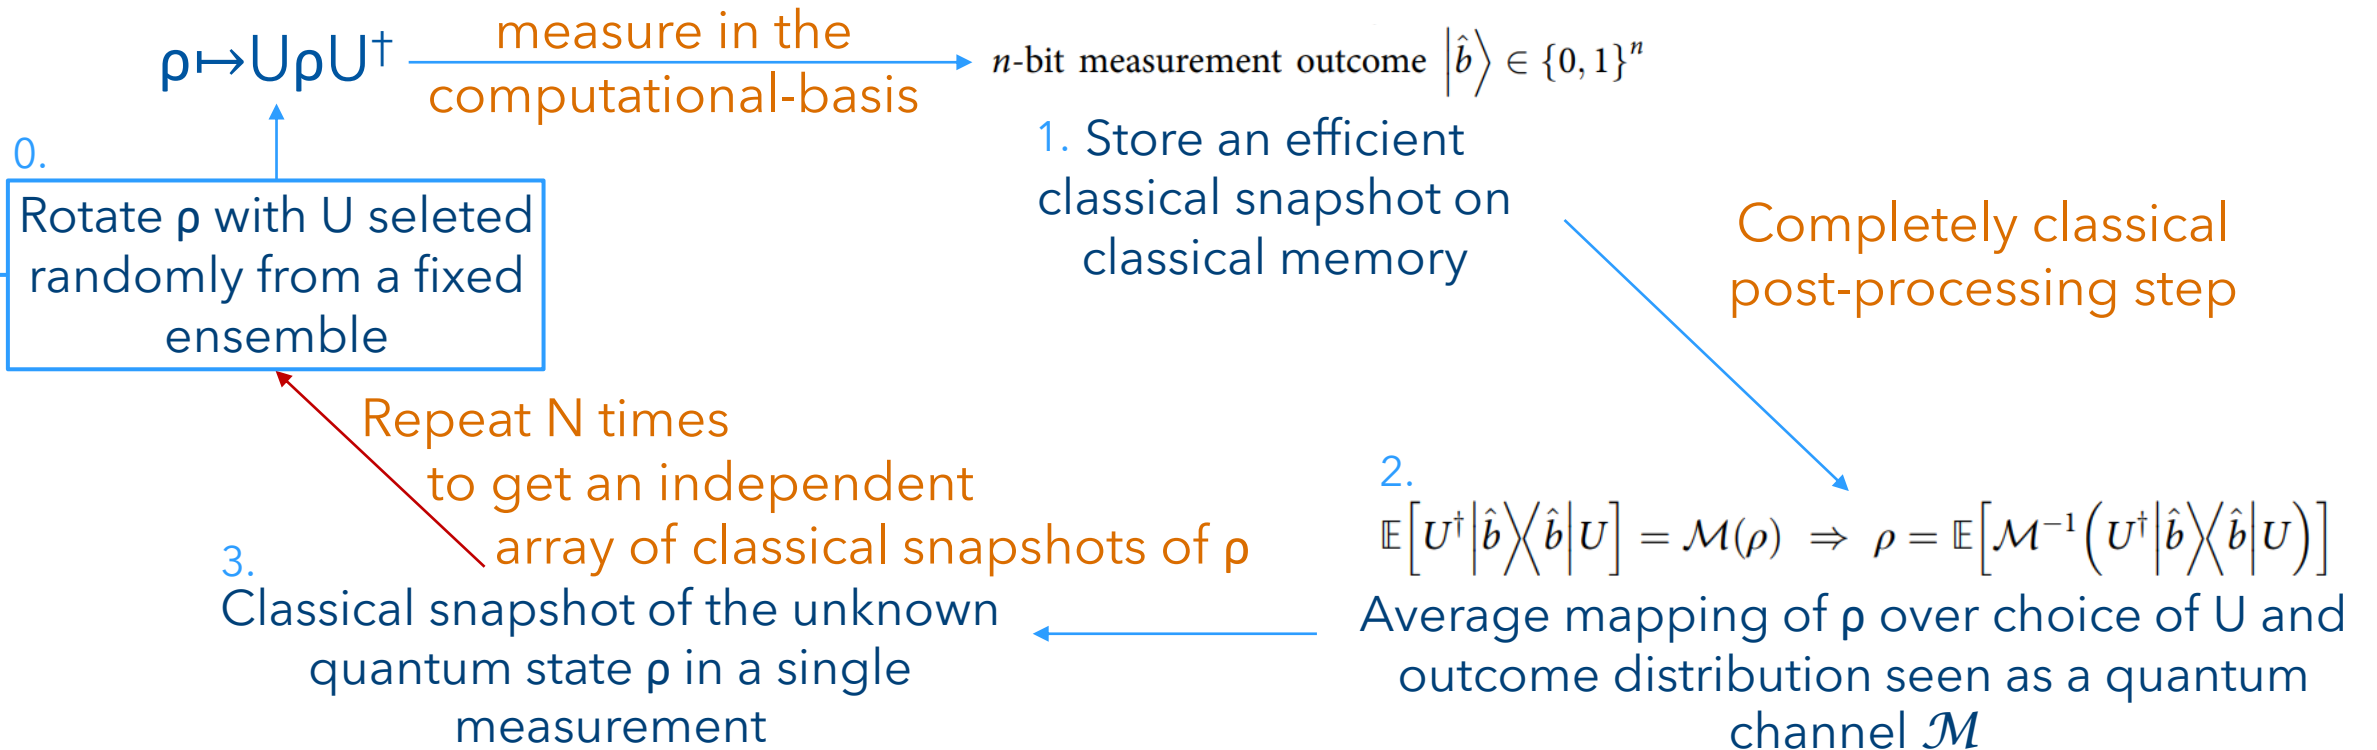 ρ↦UρU†
measure in the
computational-basis
n-bit measurement outcome |b̂⟩ ∈ {0, 1}ⁿ
0.
Rotate ρ with U seleted
randomly from a fixed
ensemble
1. Store an efficient
classical snapshot on
classical memory
Completely classical
post-processing step
2.
𝔼[U†|b̂⟩⟨b̂|U] = ℳ(ρ) ⇒ ρ = 𝔼[ℳ⁻¹(U†|b̂⟩⟨b̂|U)]
Average mapping of ρ over choice of U and
outcome distribution seen as a quantum
channel ℳ
3.
Classical snapshot of the unknown
quantum state ρ in a single
measurement
Repeat N times
to get an independent
array of classical snapshots of ρ